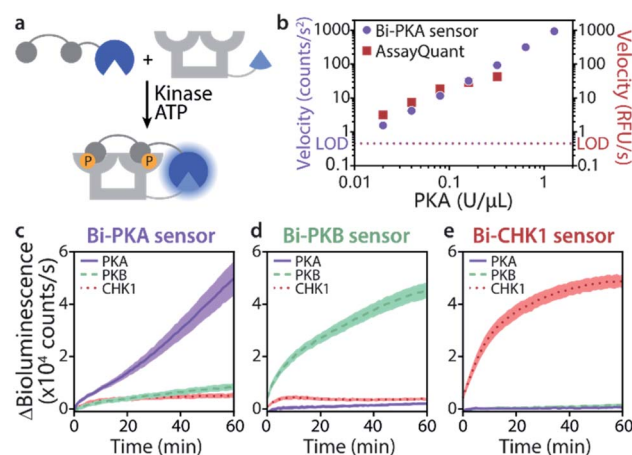 a
+
Kinase
ATP
P
P
b
Velocity (counts/s²)
1000
100
10
1
LOD
0.1
Bi-PKA sensor
AssayQuant
1000
100
10
1
LOD
0.1
Velocity (RFU/s)
0.01
0.1
1
PKA (U/µL)
c
Bi-PKA sensor
ΔBioluminescence
(x10⁴ counts/s)
6
4
2
0
PKA
PKB
CHK1
0
20
40
60
Time (min)
d
Bi-PKB sensor
6
4
2
0
PKA
PKB
CHK1
0
20
40
60
Time (min)
e
Bi-CHK1 sensor
6
4
2
0
PKA
PKB
CHK1
0
20
40
60
Time (min)